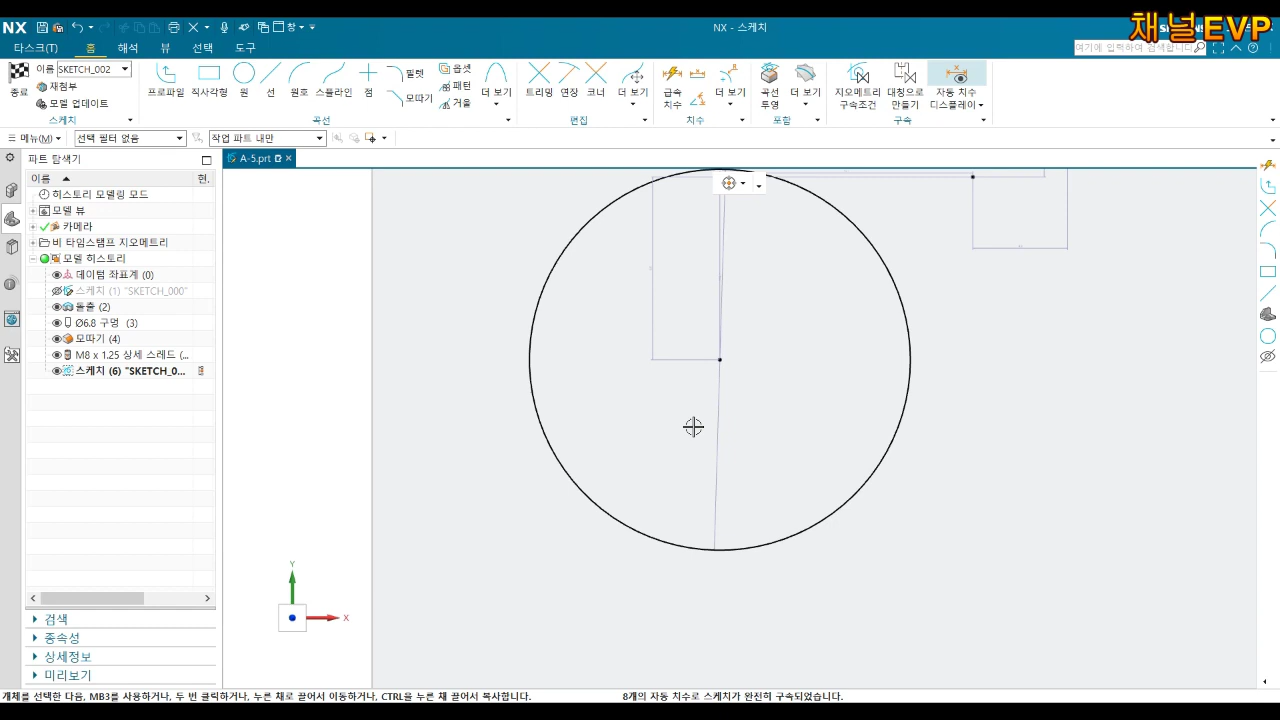 NX
창
NX - 스케치
채널EVP
타스크(T)
홈
해석
뷰
선택
도구
여기에 입력하여 검색합니다.
종료
이름
SKETCH_002
재첨부
모델 업데이트
스케치
프로파일
직사각형
원
선
원호
스플라인
점
필렛
모따기
옵셋
패턴
거울
더 보기
곡선
트리밍
연장
코너
더 보기
편집
급속
치수
더 보기
치수
곡선
투영
더 보기
포함
지오메트리
구속조건
대칭으로
만들기
자동 치수
디스플레이
구속
메뉴(M)
선택 필터 없음
작업 파트 내만
파트 탐색기
A-5.prt
이름
현.
히스토리 모델링 모드
모델 뷰
카메라
비 타임스탬프 지오메트리
모델 히스토리
데이텀 좌표계 (0)
스케치 (1) "SKETCH_000"
돌출 (2)
Ø6.8 구멍 (3)
모따기 (4)
M8 x 1.25 상세 스레드 (...
스케치 (6) "SKETCH_0...
검색
종속성
상세정보
미리보기
Y
X
개체를 선택한 다음, MB3를 사용하거나, 두 번 클릭하거나, 누른 채로 끌어서 이동하거나, CTRL을 누른 채 끌어서 복사합니다.
8개의 자동 치수로 스케치가 완전히 구속되었습니다.